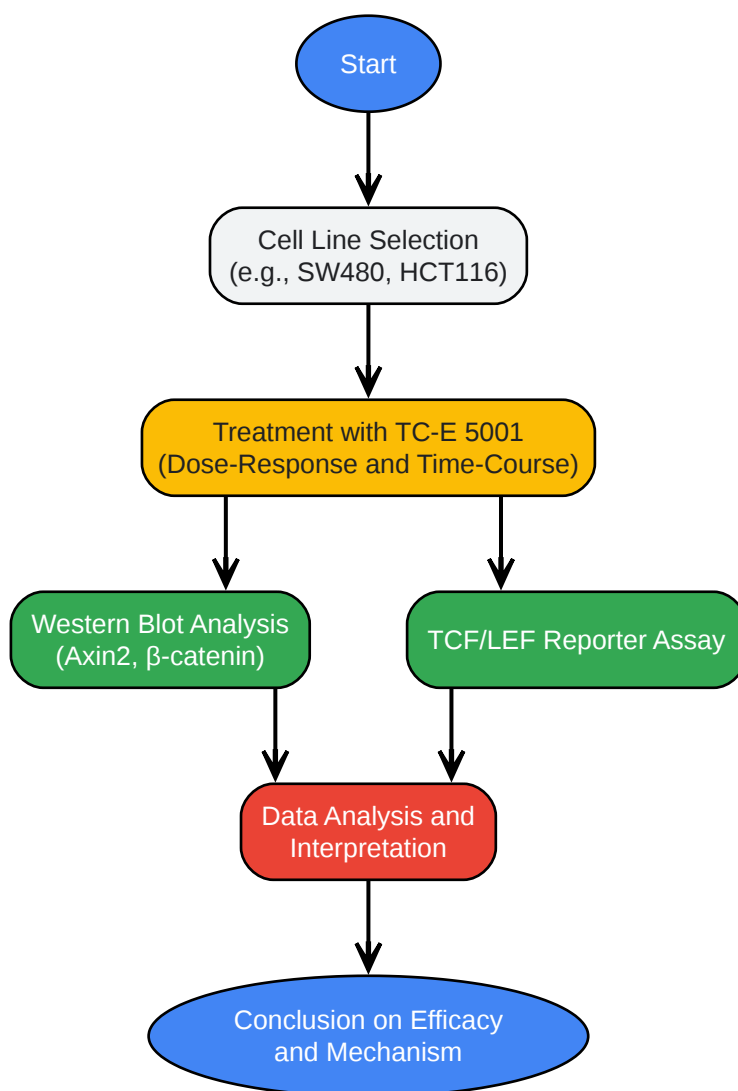 Start
Cell Line Selection
(e.g., SW480, HCT116)
Treatment with TC-E 5001
(Dose-Response and Time-Course)
Western Blot Analysis
(Axin2, β-catenin)
TCF/LEF Reporter Assay
Data Analysis and
Interpretation
Conclusion on Efficacy
and Mechanism